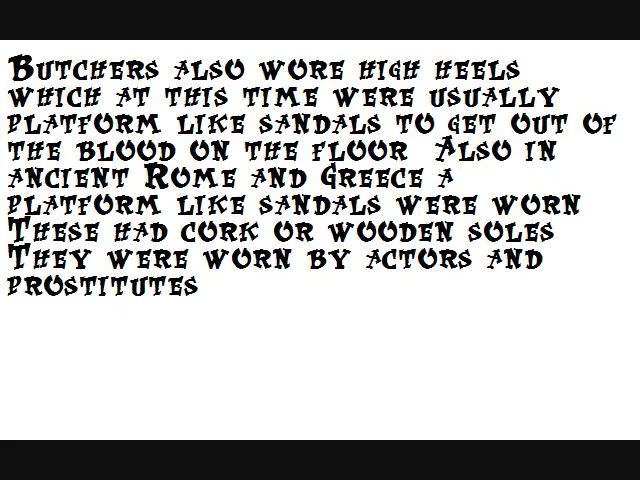 Butchers also wore high heels
which at this time were usually
platform like sandals to get out of
the blood on the floor Also in
ancient Rome and Greece a
platform like sandals were worn
These had cork or wooden soles
They were worn by actors and
prostitutes